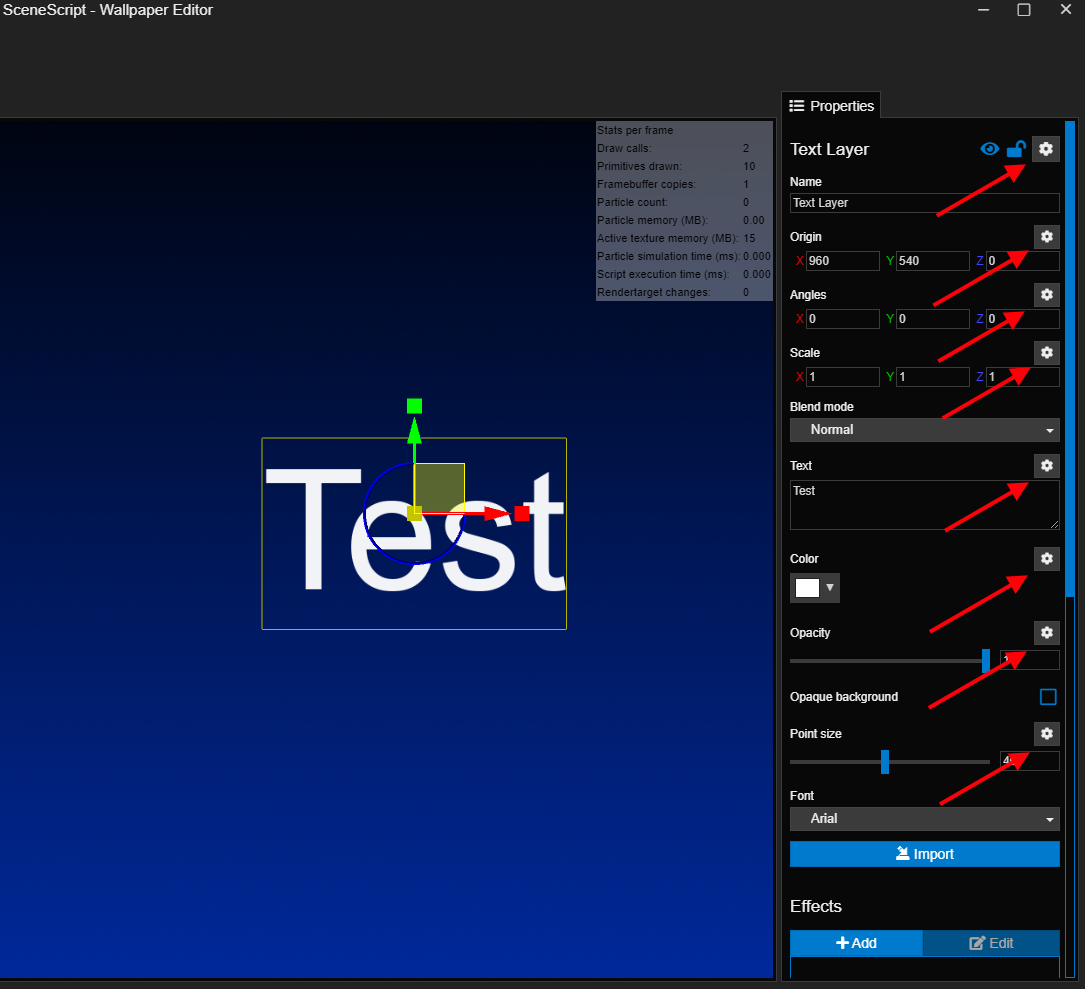 SceneScript - Wallpaper Editor
Properties
Stats per frame
Draw calls: 2
Primitives drawn: 10
Framebuffer copies: 1
Particle count: 0
Particle memory (MB): 0.00
Active texture memory (MB): 15
Particle simulation time (ms): 0.000
Script execution time (ms): 0.000
Rendertarget changes: 0
Test
Text Layer
Name
Text Layer
Origin
X 960 Y 540 Z 0
Angles
X 0 Y 0 Z 0
Scale
X 1 Y 1 Z 1
Blend mode
Normal
Text
Test
Color
Opacity
Opaque background
Point size
Font
Arial
Import
Effects
Add Edit